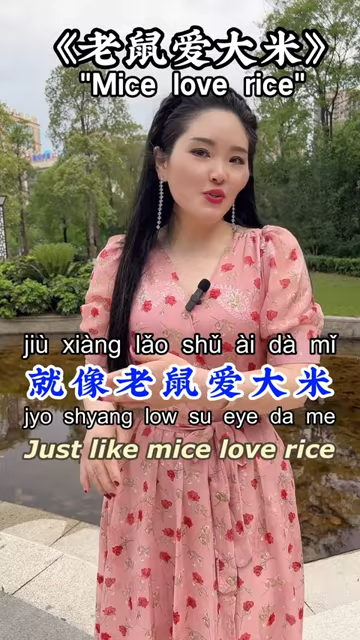 《老鼠爱大米》
"Mice love rice"
jiù xiàng lǎo shǔ ài dà mǐ
就像老鼠爱大米
jyo shyang low su eye da me
Just like mice love rice